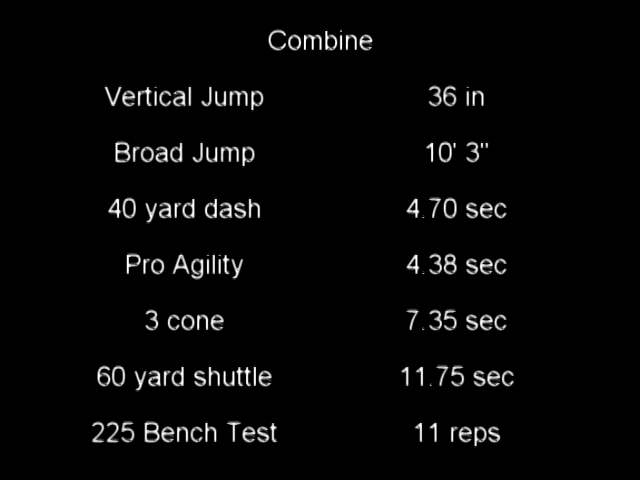 Combine
Vertical Jump 36 in
Broad Jump 10' 3"
40 yard dash 4.70 sec
Pro Agility 4.38 sec
3 cone 7.35 sec
60 yard shuttle 11.75 sec
225 Bench Test 11 reps